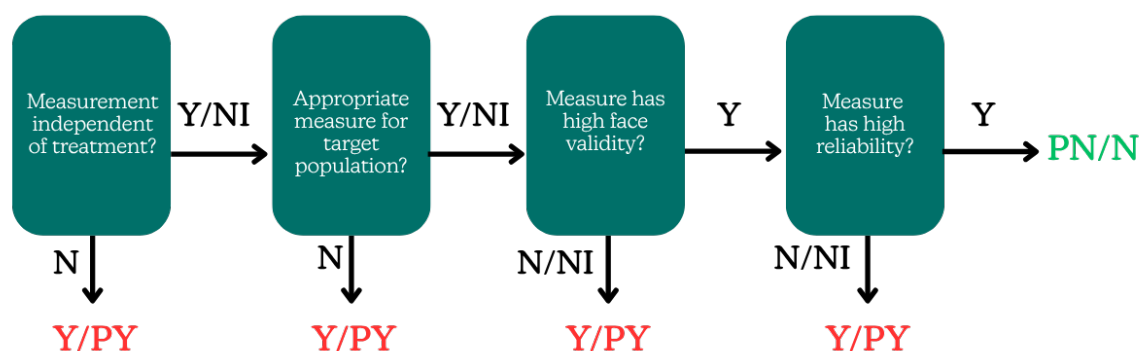 Measurement
independent
of treatment?
Y/NI
Appropriate
measure for
target
population?
Y/NI
Measure has
high face
validity?
Y
Measure
has high
reliability?
Y
PN/N
N
N
N/NI
N/NI
Y/PY
Y/PY
Y/PY
Y/PY